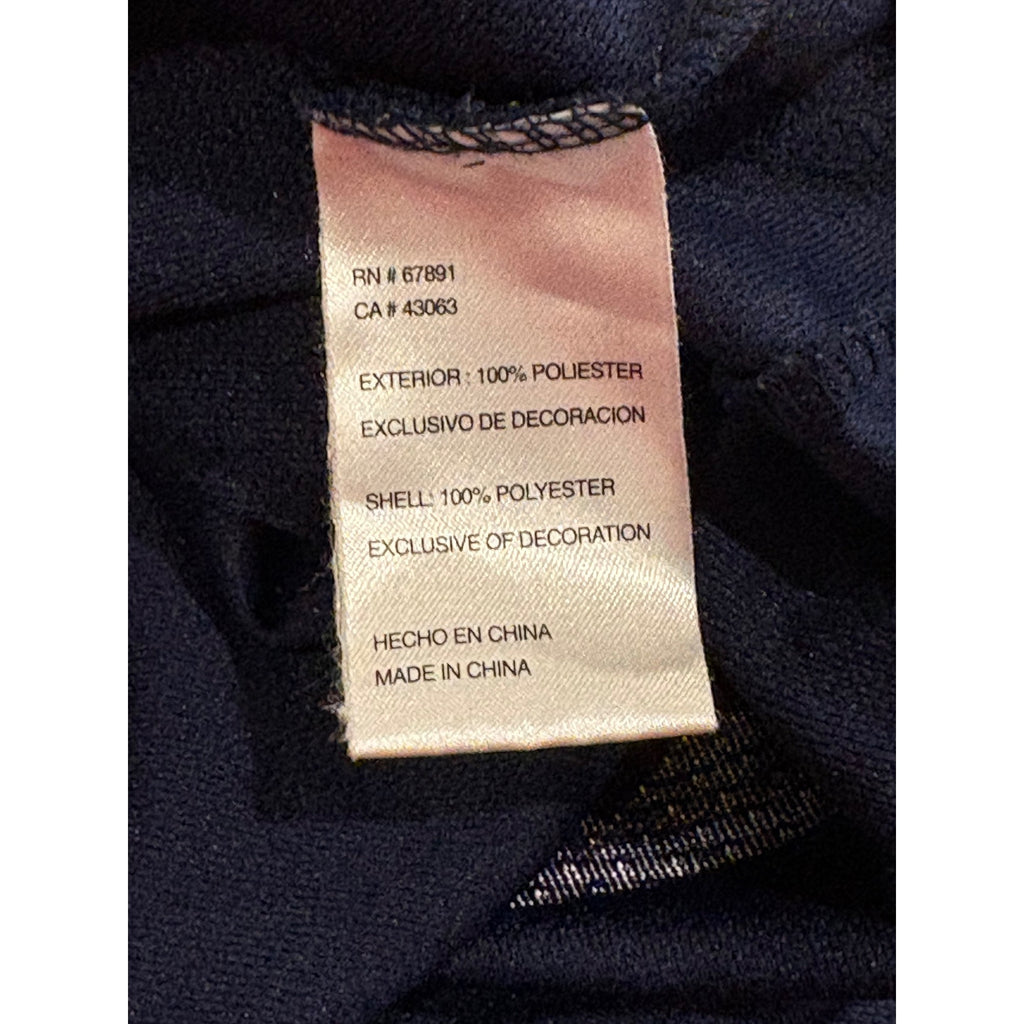 RN # 67891
CA # 43063
EXTERIOR : 100% POLIESTER
EXCLUSIVO DE DECORACION
SHELL: 100% POLYESTER
EXCLUSIVE OF DECORATION
HECHO EN CHINA
MADE IN CHINA